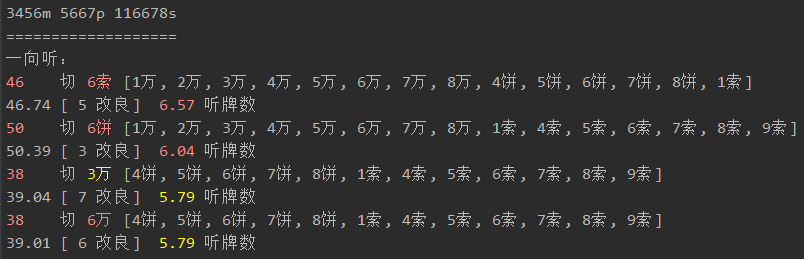 3456m 5667p 116678s
===================
一向听:
46 切 6索 [1万, 2万, 3万, 4万, 5万, 6万, 7万, 8万, 4饼, 5饼, 6饼, 7饼, 8饼, 1索]
46.74 [ 5 改良] 6.57 听牌数
50 切 6饼 [1万, 2万, 3万, 4万, 5万, 6万, 7万, 8万, 1索, 4索, 5索, 6索, 7索, 8索, 9索]
50.39 [ 3 改良] 6.04 听牌数
38 切 3万 [4饼, 5饼, 6饼, 7饼, 8饼, 1索, 4索, 5索, 6索, 7索, 8索, 9索]
39.04 [ 7 改良] 5.79 听牌数
38 切 6万 [4饼, 5饼, 6饼, 7饼, 8饼, 1索, 4索, 5索, 6索, 7索, 8索, 9索]
39.01 [ 6 改良] 5.79 听牌数